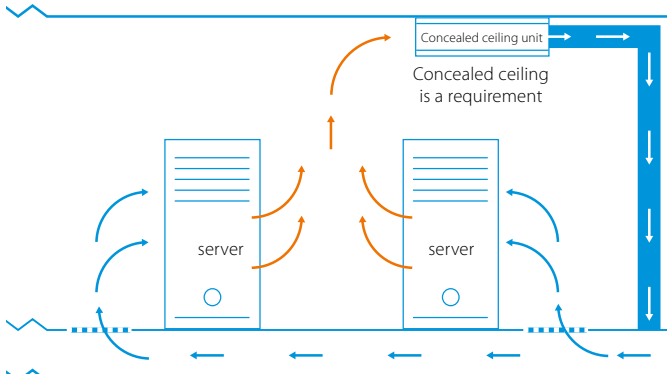 Concealed ceiling unit
Concealed ceiling
is a requirement
server
server